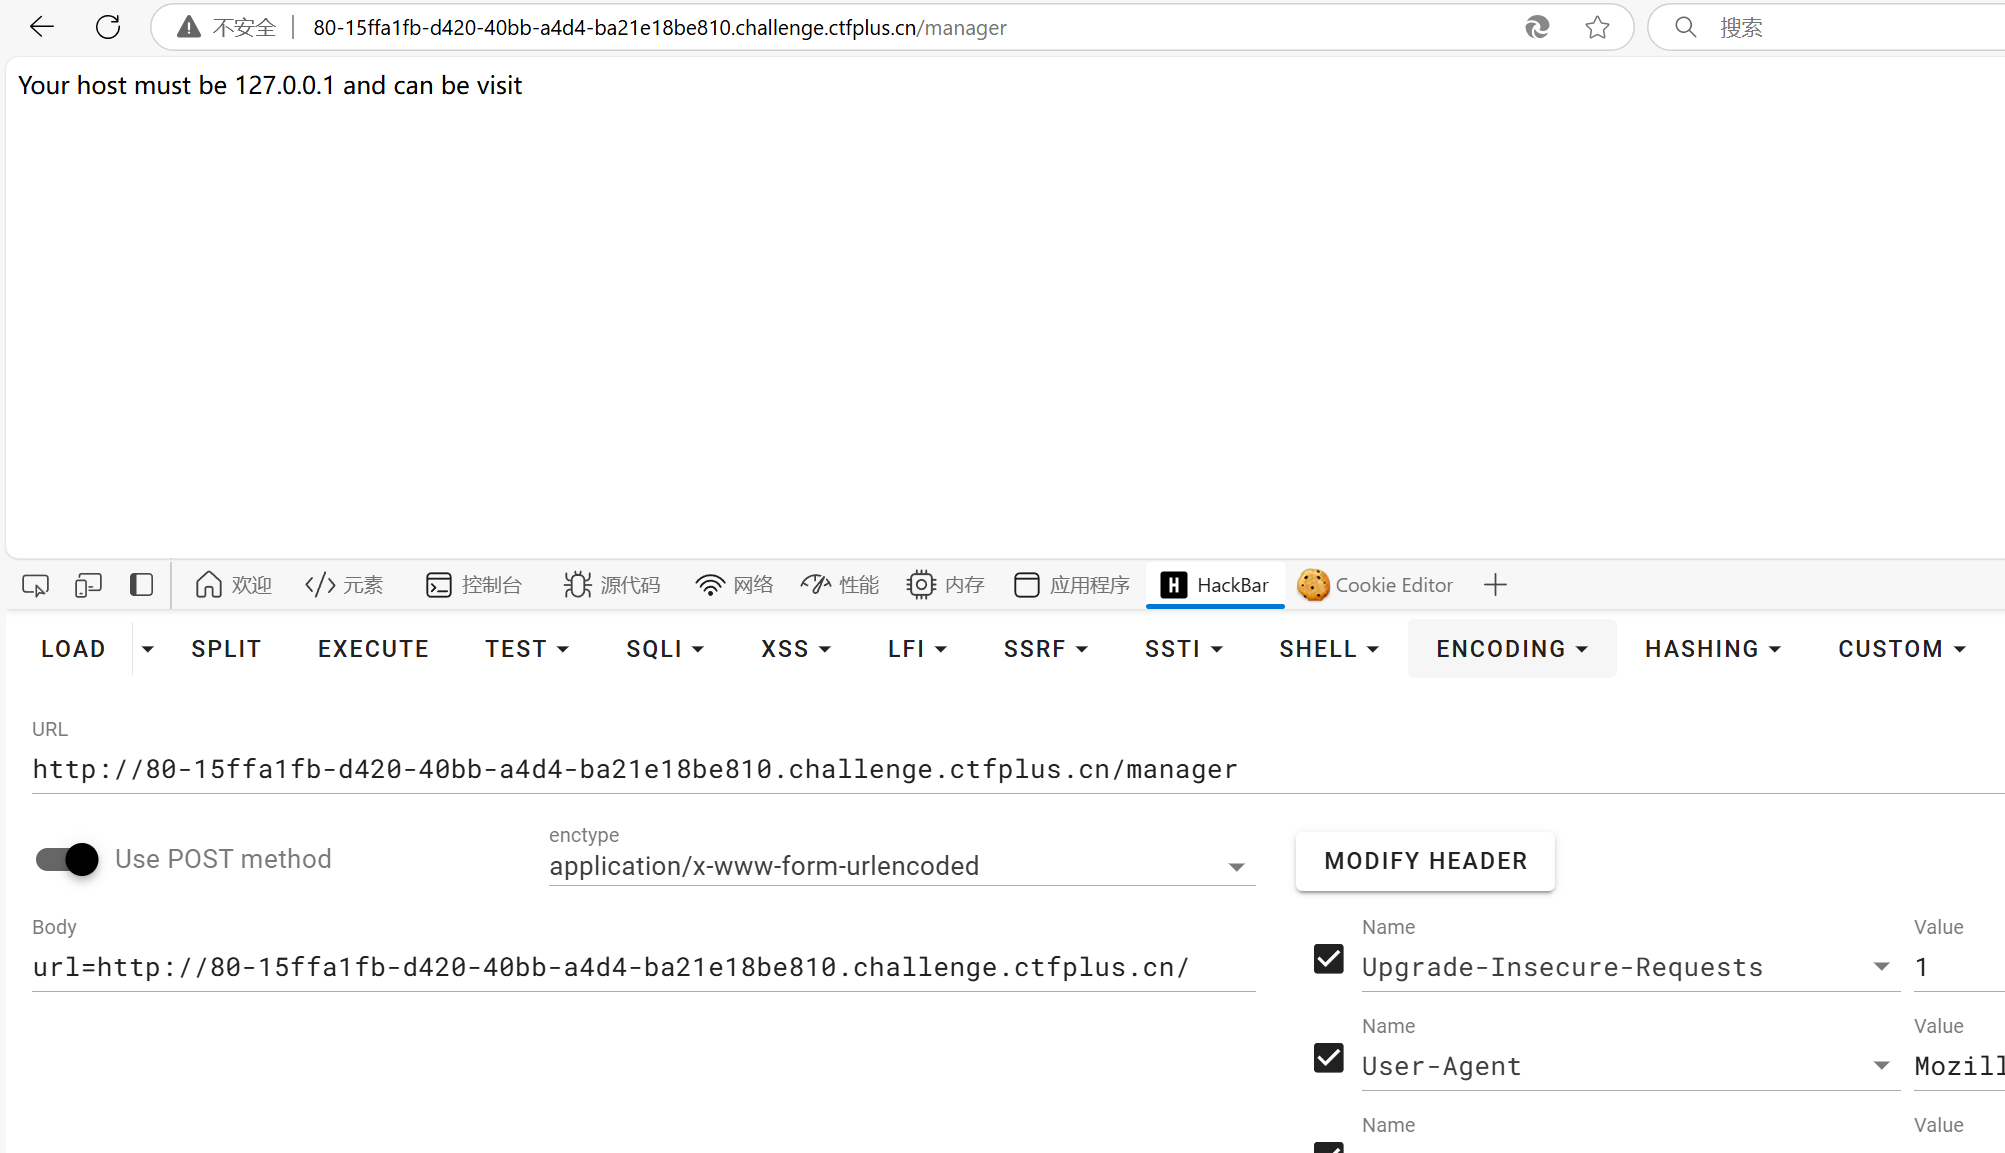 不安全 80-15ffa1fb-d420-40bb-a4d4-ba21e18be810.challenge.ctfplus.cn/manager 搜索
Your host must be 127.0.0.1 and can be visit
欢迎 元素 控制台 源代码 网络 性能 内存 应用程序 H HackBar Cookie Editor
LOAD SPLIT EXECUTE TEST SQLI XSS LFI SSRF SSTI SHELL ENCODING HASHING CUSTOM
URL
http://80-15ffa1fb-d420-40bb-a4d4-ba21e18be810.challenge.ctfplus.cn/manager
Use POST method
enctype
application/x-www-form-urlencoded
MODIFY HEADER
Body
url=http://80-15ffa1fb-d420-40bb-a4d4-ba21e18be810.challenge.ctfplus.cn/
Name Value
Upgrade-Insecure-Requests 1
Name Value
User-Agent Mozill
Name Value